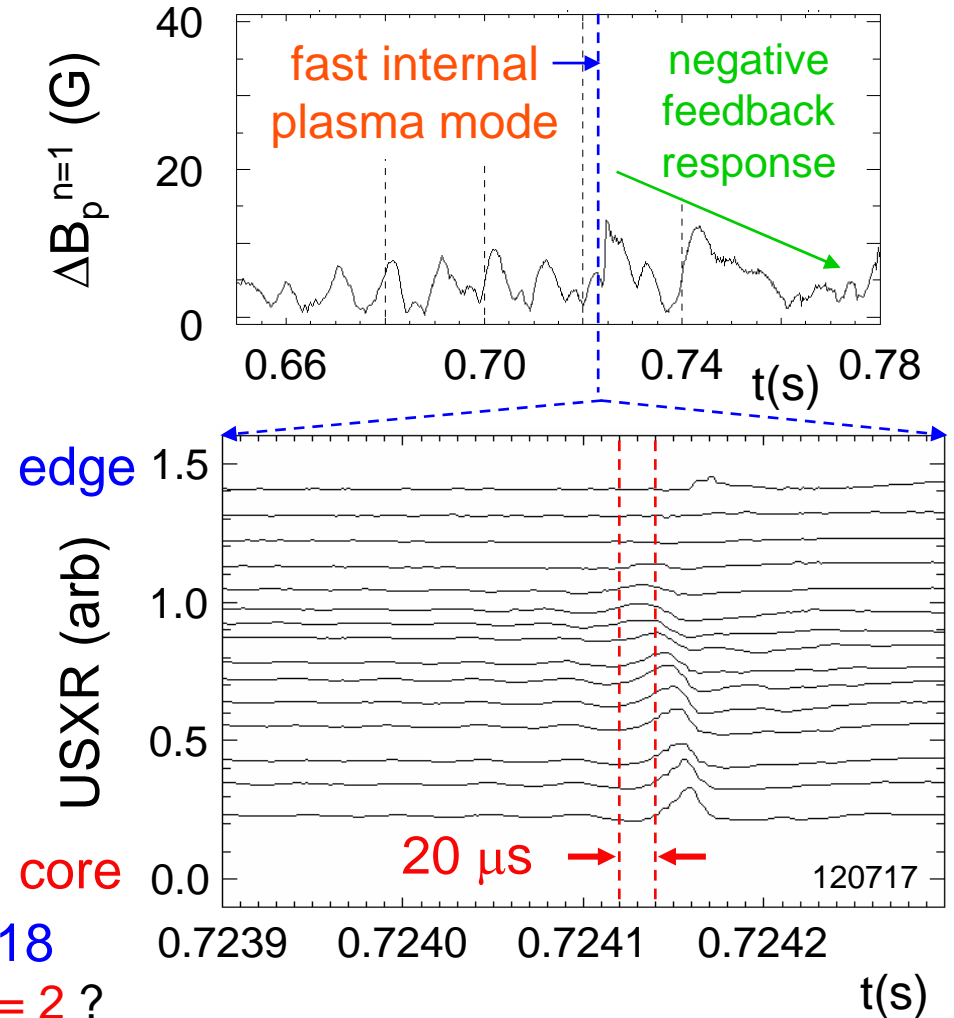 40
20
0
ΔBₚⁿ⁼¹ (G)
fast internal
plasma mode
negative
feedback
response
0.66 0.70 0.74 0.78
t(s)
edge
core
USXR (arb)
1.5
1.0
0.5
0.0
20 μs
120717
0.7239 0.7240 0.7241 0.7242
t(s)
18
= 2 ?